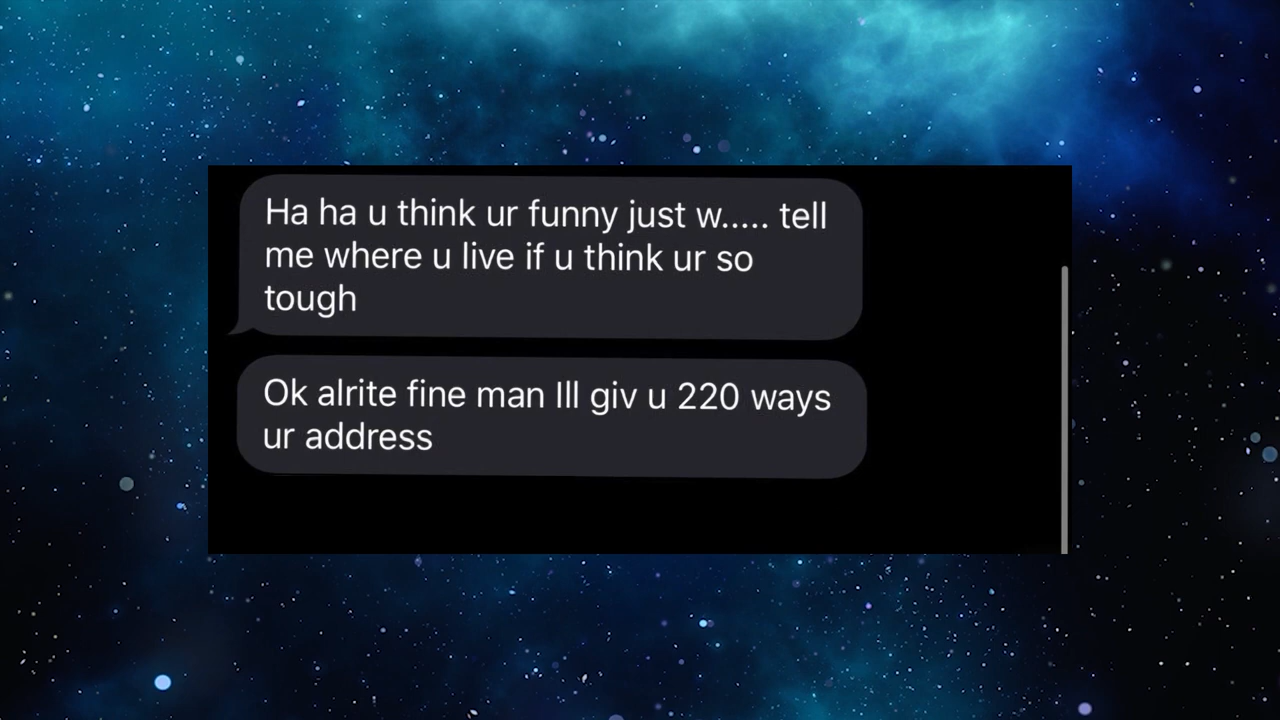 Ha ha u think ur funny just w..... tell
me where u live if u think ur so
tough
Ok alrite fine man Ill giv u 220 ways
ur address